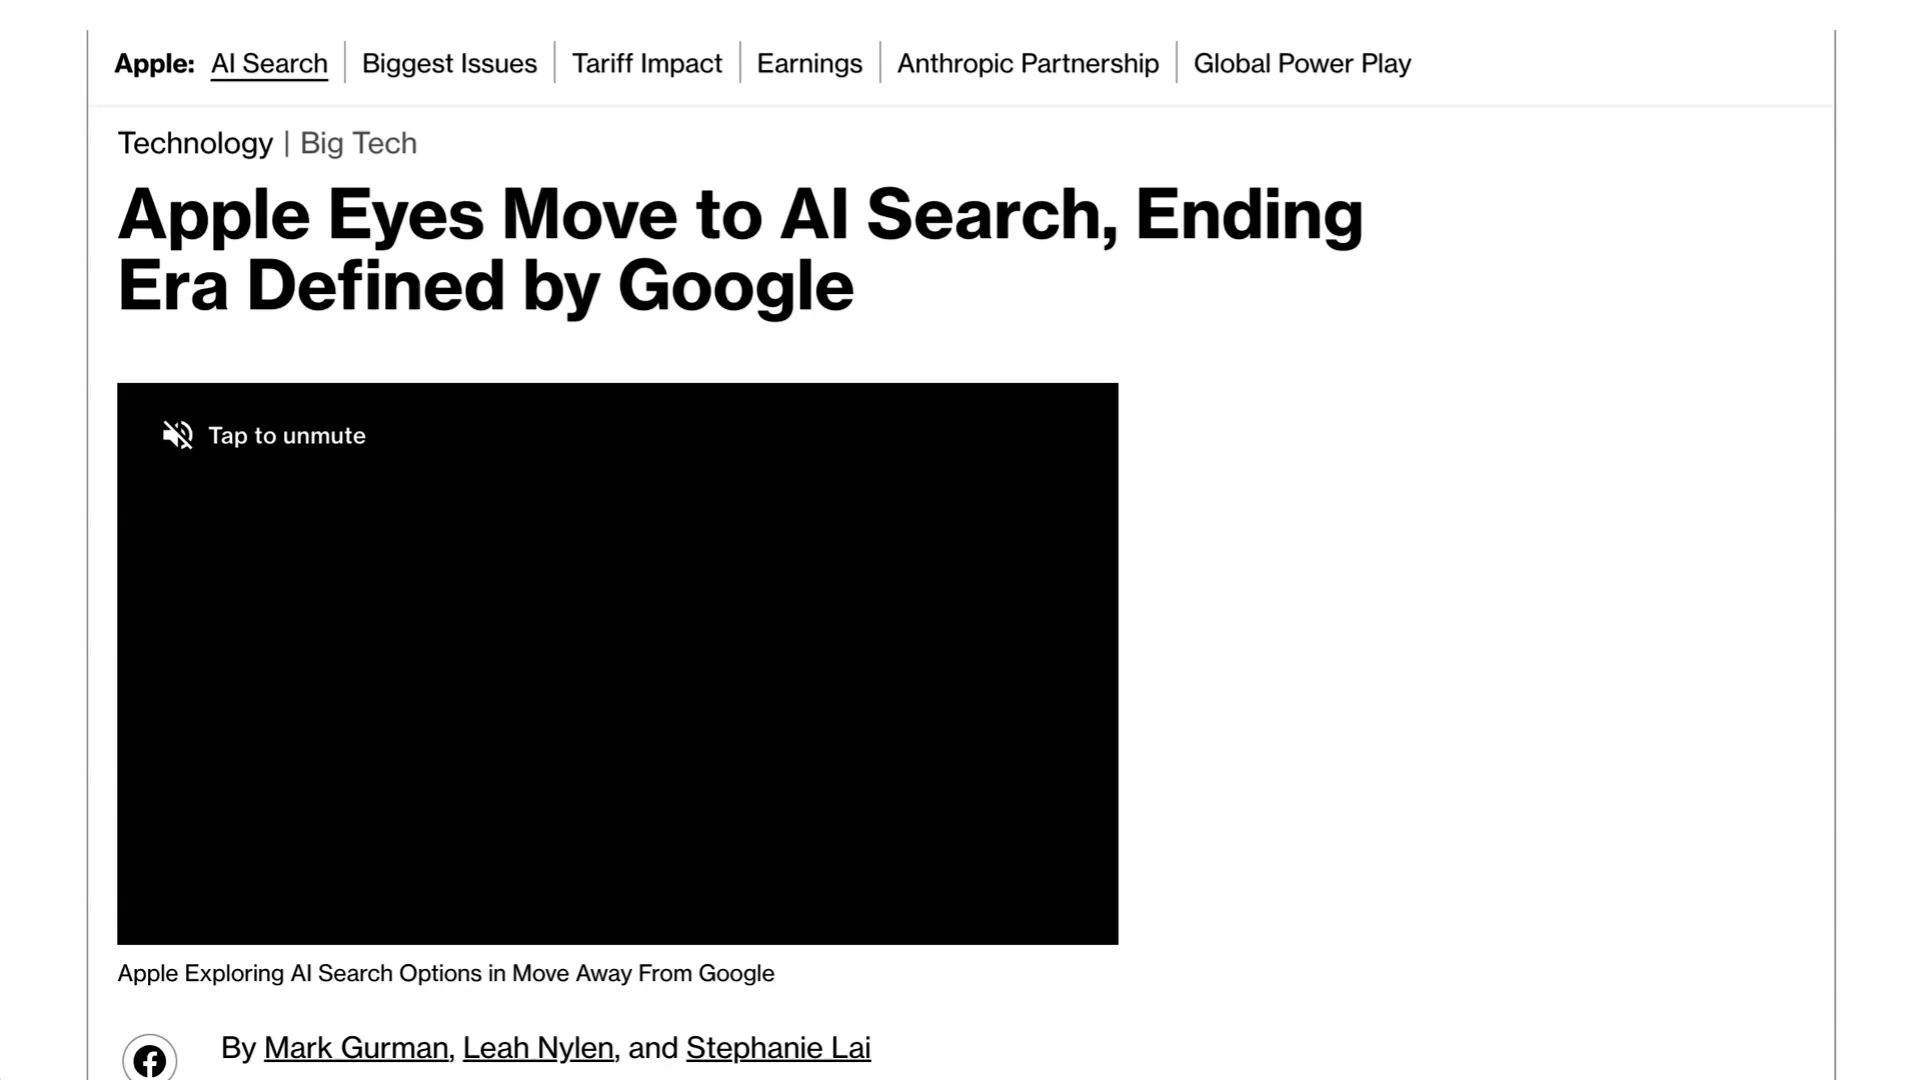 Apple: AI Search Biggest Issues Tariff Impact Earnings Anthropic Partnership Global Power Play
Technology | Big Tech
Apple Eyes Move to AI Search, Ending
Era Defined by Google
Tap to unmute
Apple Exploring AI Search Options in Move Away From Google
By Mark Gurman, Leah Nylen, and Stephanie Lai